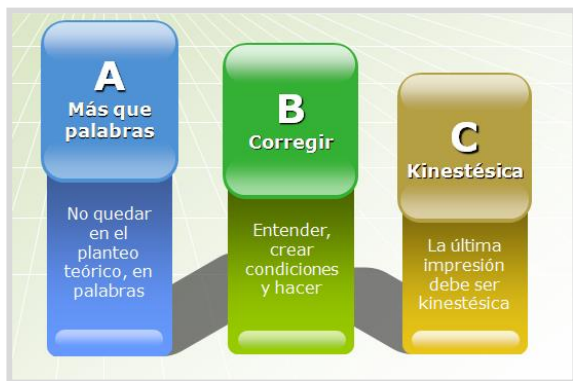 A
Más que
palabras
No quedar
en el
planteo
teórico, en
palabras
B
Corregir
Entender,
crear
condiciones
y hacer
C
Kinestésica
La última
impresión
debe ser
kinestésica